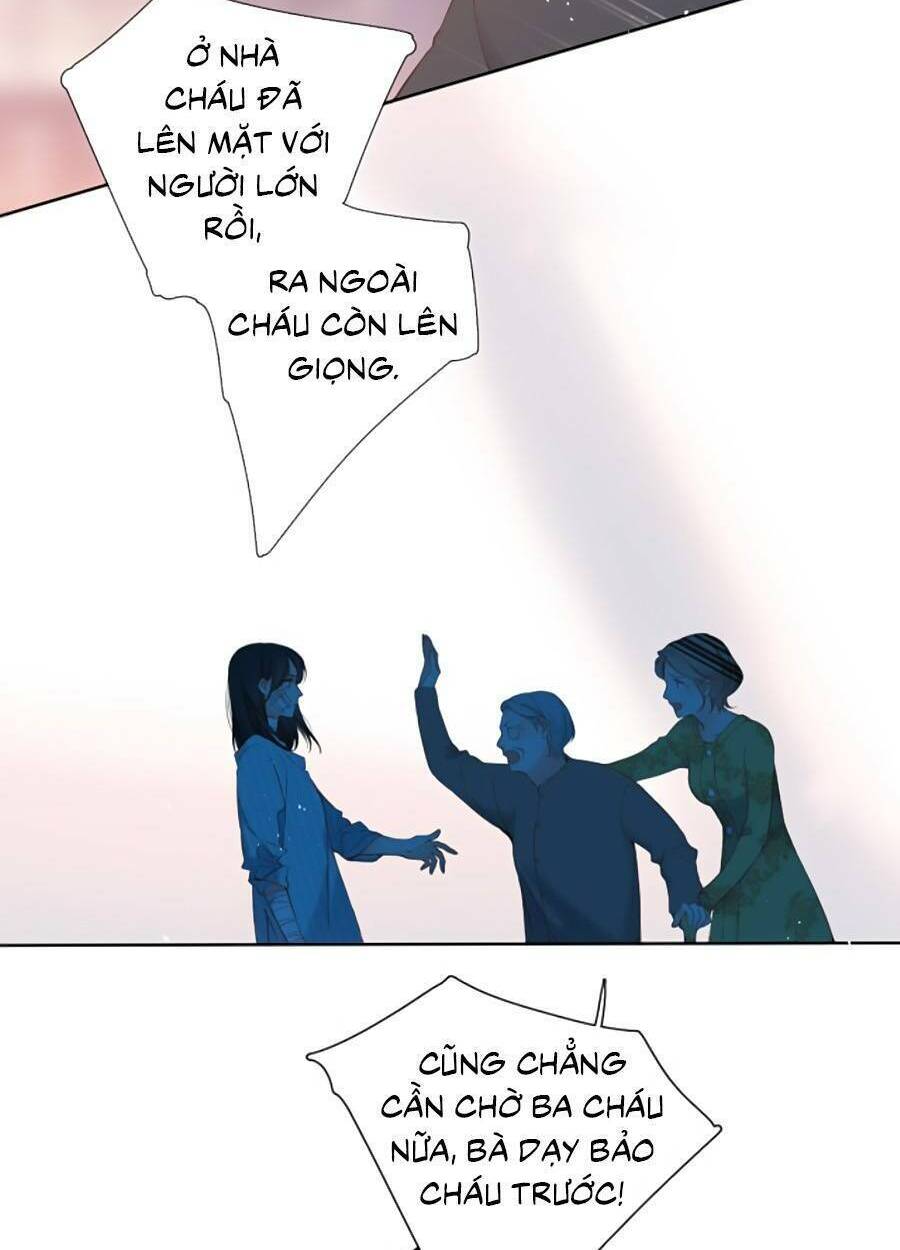 Ở NHÀ
CHÁU ĐÃ
LÊN MẶT VỚI
NGƯỜI LỚN
RỒI,
RA NGOÀI
CHÁU CÒN LÊN
GIỌNG.
CŨNG CHẲNG
CẦN CHỜ BA CHÁU
NỮA, BÀ DẠY BẢO
CHÁU TRƯỚC!